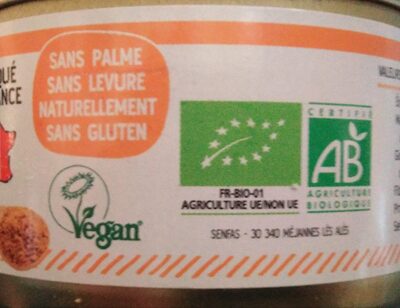 SANS PALME
SANS LEVURE
NATURELLEMENT
SANS GLUTEN
Vegan
FR-BIO-01
AGRICULTURE UE/NON UE
CERTIFIÉ
AB
AGRICULTURE
BIOLOGIQUE
SENFAS - 30 340 MÉJANNES LÈS ALÈS